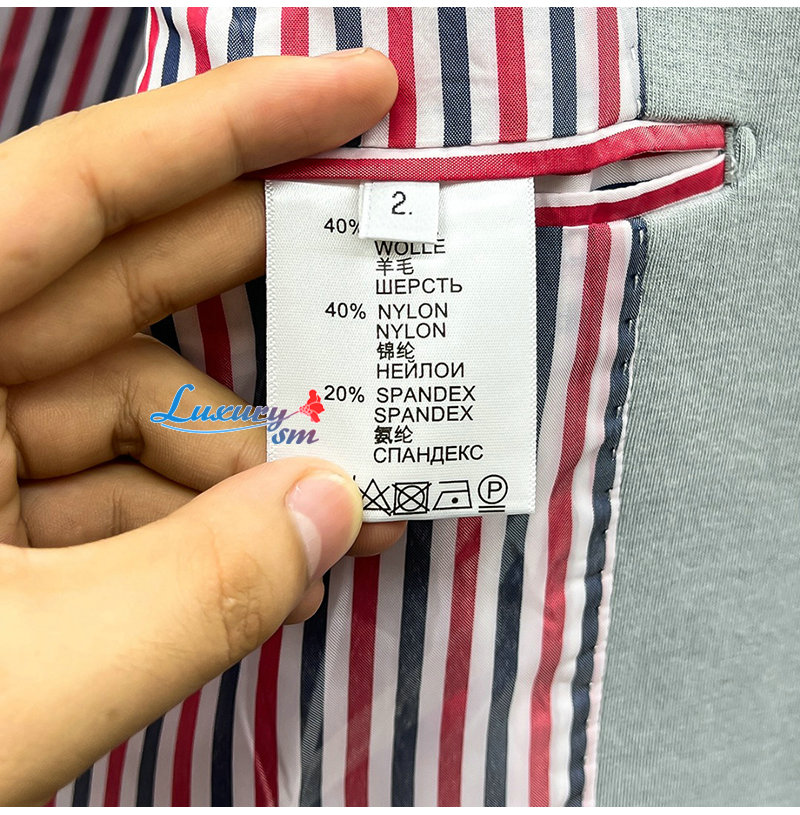 2.
40%
WOLLE
羊毛
ШЕРСТЬ
40% NYLON
NYLON
锦纶
НЕЙЛОИ
20% SPANDEX
SPANDEX
氨纶
СПАНДЕКС
P
Luxury
sm